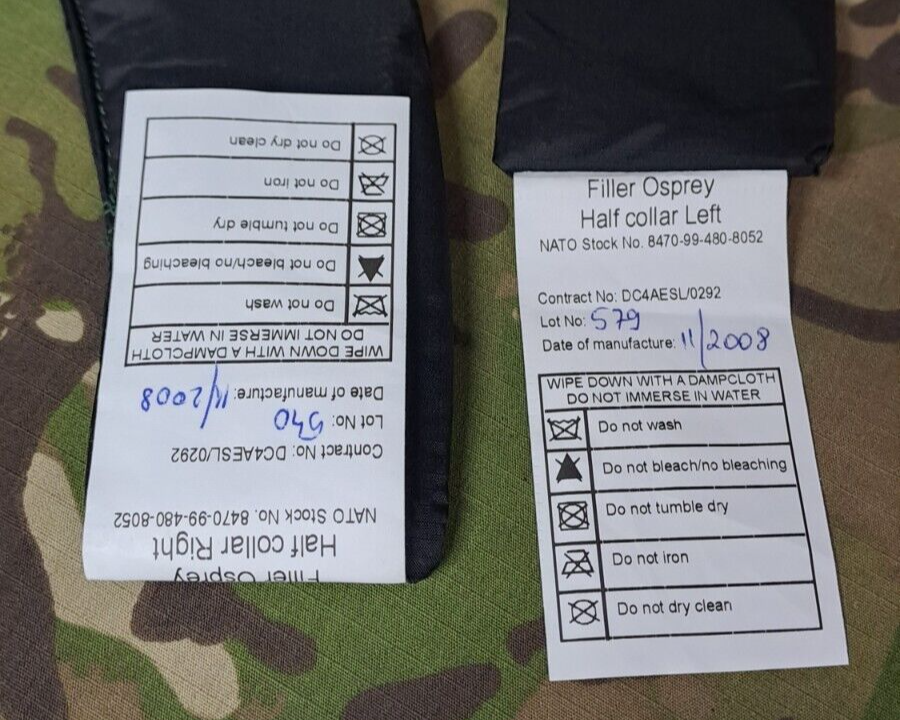 Filler Osprey
Half collar Right
NATO Stock No. 8470-99-480-8052
Contract No: DC4AESL/0292
Lot No: 540
Date of manufacture: 11/2008
WIPE DOWN WITH A DAMPCLOTH
DO NOT IMMERSE IN WATER
Do not wash
Do not bleach/no bleaching
Do not tumble dry
Do not iron
Do not dry clean
Filler Osprey
Half collar Left
NATO Stock No. 8470-99-480-8052
Contract No: DC4AESL/0292
Lot No: 579
Date of manufacture: 11/2008
WIPE DOWN WITH A DAMPCLOTH
DO NOT IMMERSE IN WATER
Do not wash
Do not bleach/no bleaching
Do not tumble dry
Do not iron
Do not dry clean